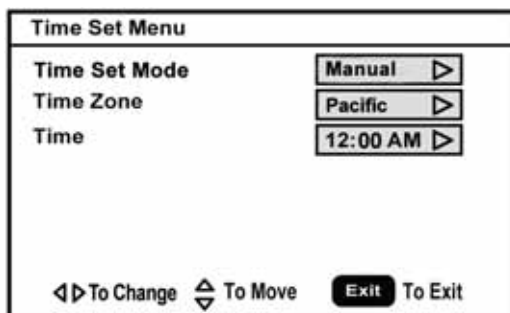 Time Set Menu
Time Set Mode Manual
Time Zone Pacific
Time 12:00 AM
To Change To Move Exit To Exit